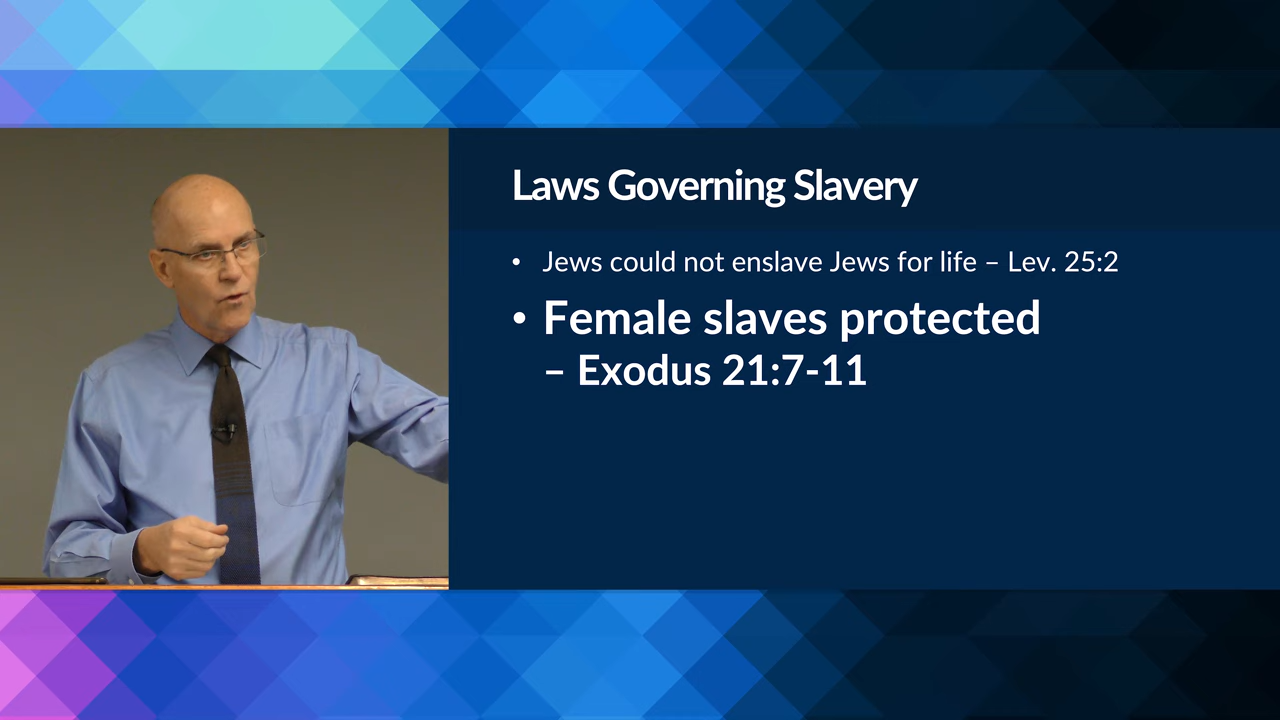 Laws Governing Slavery
• Jews could not enslave Jews for life – Lev. 25:2
• Female slaves protected
– Exodus 21:7-11